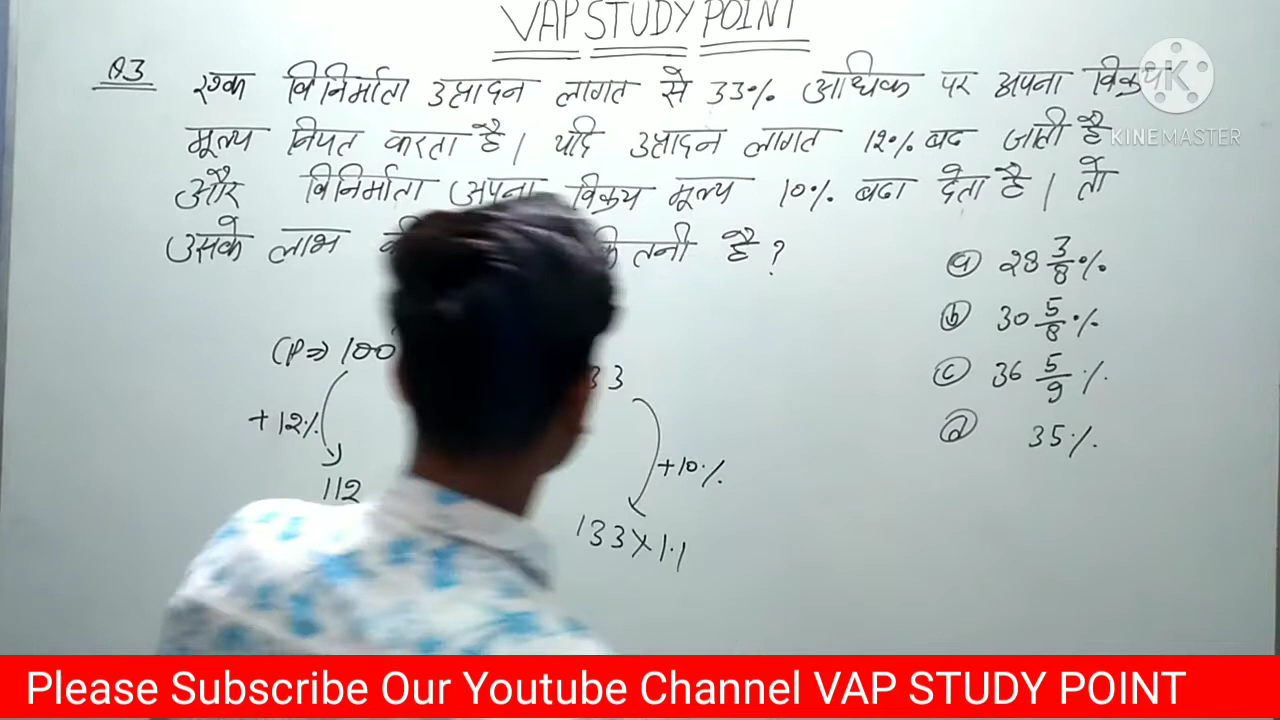 VAP STUDY POINT
Q3 एक विनिर्माता उत्पादन लागत से 33% अधिक पर अपना विक्रय
KINEMASTER
मूल्य नियत करता है। यदि उत्पादन लागत 12% बढ जाती है
और विनिर्माता अपना विक्रय मूल्य 10% बढा देता है। तो
उसके लाभ तनी है?
(a) 28 3/8 %
(b) 30 5/8 %
(c) 36 5/9 %
(d) 35%
CP⇒ 100
33
+12%
+10%
112
133×1.1
Please Subscribe Our Youtube Channel VAP STUDY POINT